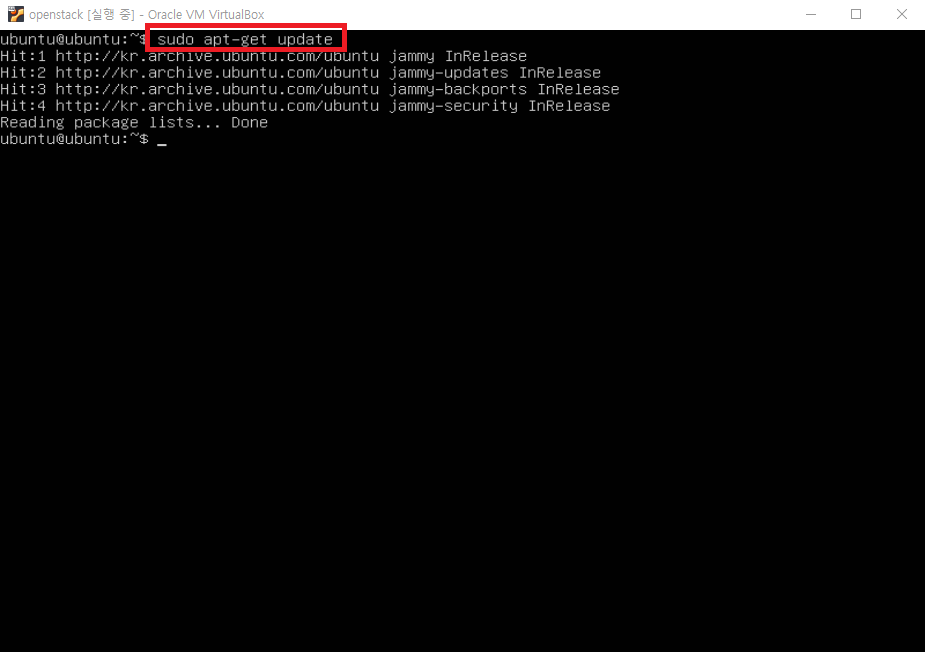 openstack [실행 중] - Oracle VM VirtualBox
ubuntu@ubuntu:~$ sudo apt-get update
Hit:1 http://kr.archive.ubuntu.com/ubuntu jammy InRelease
Hit:2 http://kr.archive.ubuntu.com/ubuntu jammy-updates InRelease
Hit:3 http://kr.archive.ubuntu.com/ubuntu jammy-backports InRelease
Hit:4 http://kr.archive.ubuntu.com/ubuntu jammy-security InRelease
Reading package lists... Done
ubuntu@ubuntu:~$ _